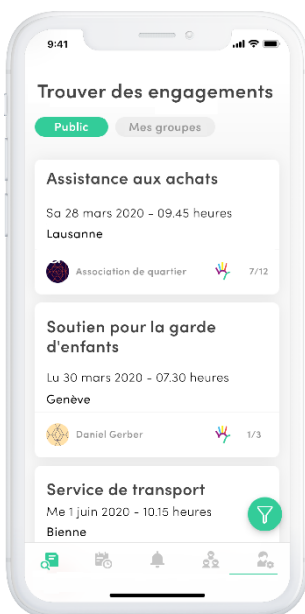 9:41
Trouver des engagements
Public
Mes groupes
Assistance aux achats
Sa 28 mars 2020 - 09.45 heures
Lausanne
Association de quartier
7/12
Soutien pour la garde
d'enfants
Lu 30 mars 2020 - 07.30 heures
Genève
Daniel Gerber
1/3
Service de transport
Me 1 juin 2020 - 10.15 heures
Bienne